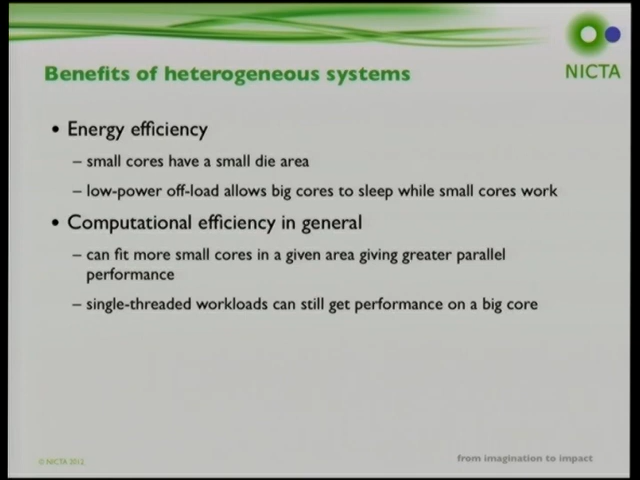 Benefits of heterogeneous systems
NICTA
• Energy efficiency
– small cores have a small die area
– low-power off-load allows big cores to sleep while small cores work
• Computational efficiency in general
– can fit more small cores in a given area giving greater parallel
performance
– single-threaded workloads can still get performance on a big core
© NICTA 2012
from imagination to impact